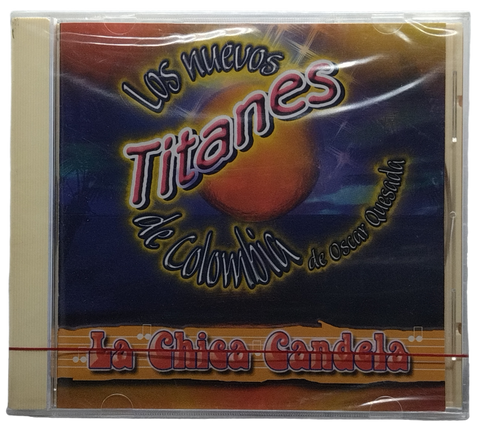 Los nuevos
Titanes
de Colombia
de Oscar Quesada
La Chica Candela